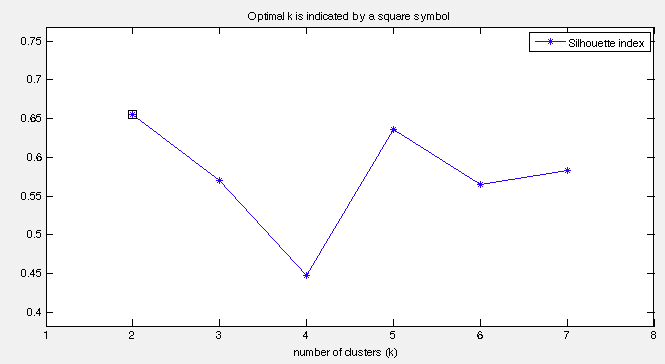 Optimal k is indicated by a square symbol
Silhouette index
0.75
0.7
0.65
0.6
0.55
0.5
0.45
0.4
1 2 3 4 5 6 7 8
number of clusters (k)